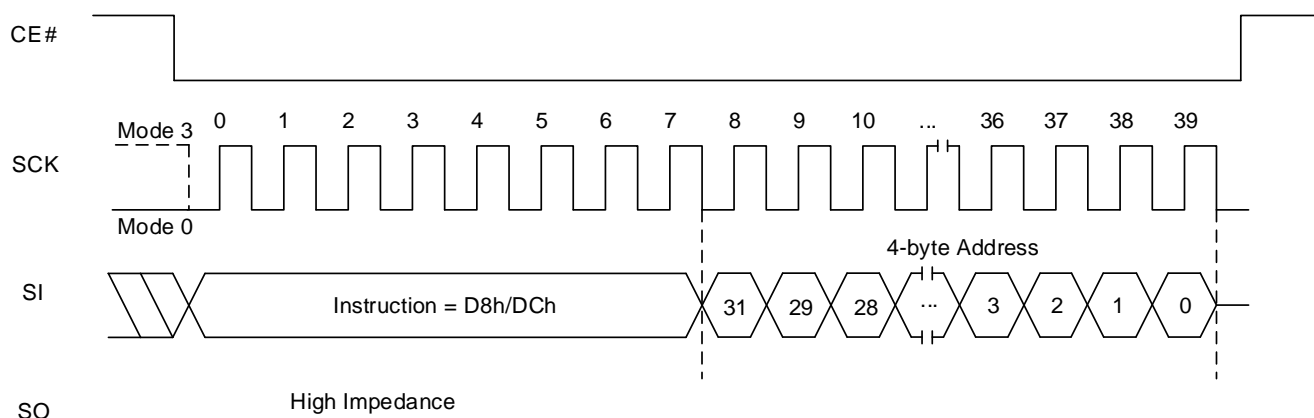 CE#
0 1 2 3 4 5 6 7 8 9 10 ... 36 37 38 39
Mode 3
SCK
Mode 0
4-byte Address
SI
Instruction = D8h/DCh
31 29 28 ... 3 2 1 0
High Impedance
SO